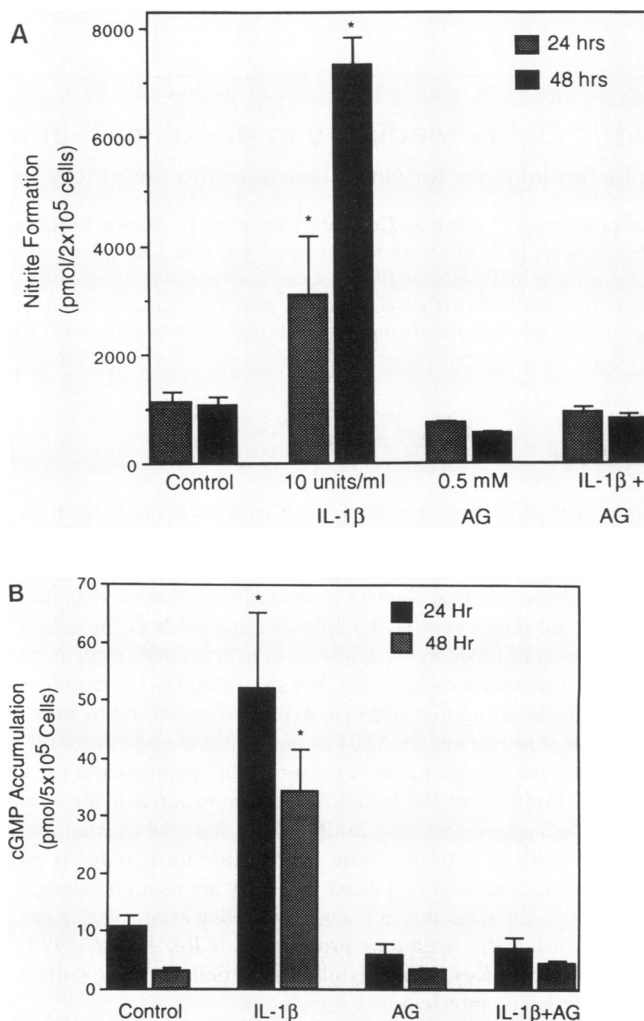 A
Nitrite Formation
(pmol/2x10⁵ cells)
8000
6000
4000
2000
0
24 hrs
48 hrs
*
*
Control
10 units/ml
0.5 mM
IL-1β +
IL-1β
AG
AG
B
cGMP Accumulation
(pmol/5x10⁵ Cells)
70
60
50
40
30
20
10
0
24 Hr
48 Hr
*
*
Control
IL-1β
AG
IL-1β+AG